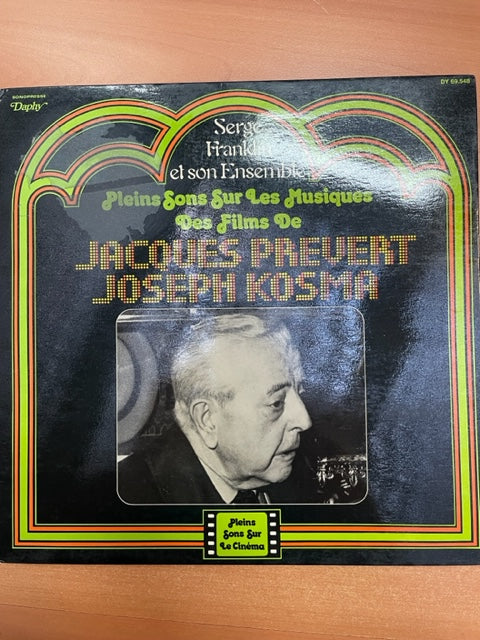 SONOPRESSE
Daphy
DY 69.548
Serge
Franklin
et son Ensemble
Pleins Sons Sur Les Musiques
Des Films De
JACQUES PREVERT
JOSEPH KOSMA
Pleins
Sons Sur
Le Cinéma